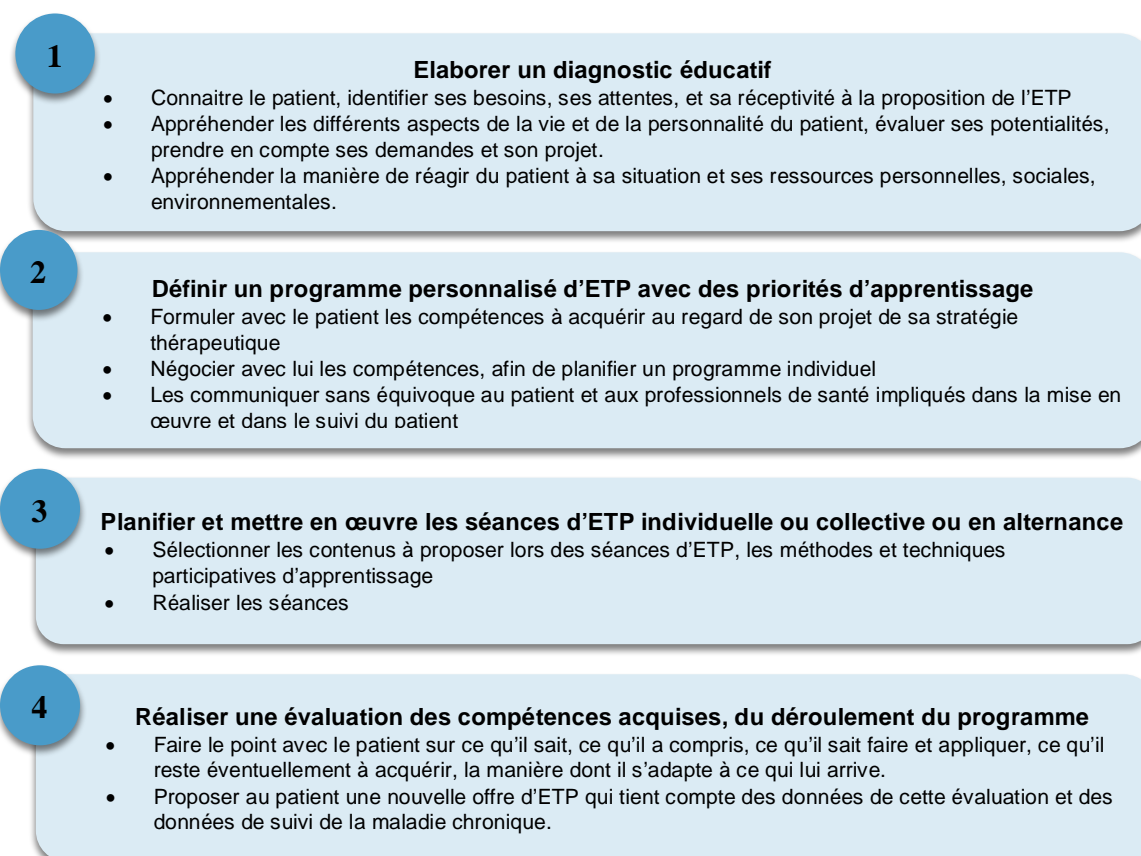 1
Elaborer un diagnostic éducatif
• Connaitre le patient, identifier ses besoins, ses attentes, et sa réceptivité à la proposition de l’ETP
• Appréhender les différents aspects de la vie et de la personnalité du patient, évaluer ses potentialités,
prendre en compte ses demandes et son projet.
• Appréhender la manière de réagir du patient à sa situation et ses ressources personnelles, sociales,
environnementales.
2
Définir un programme personnalisé d’ETP avec des priorités d’apprentissage
• Formuler avec le patient les compétences à acquérir au regard de son projet de sa stratégie
thérapeutique
• Négocier avec lui les compétences, afin de planifier un programme individuel
• Les communiquer sans équivoque au patient et aux professionnels de santé impliqués dans la mise en
œuvre et dans le suivi du patient
3
Planifier et mettre en œuvre les séances d’ETP individuelle ou collective ou en alternance
• Sélectionner les contenus à proposer lors des séances d’ETP, les méthodes et techniques
participatives d’apprentissage
• Réaliser les séances
4
Réaliser une évaluation des compétences acquises, du déroulement du programme
• Faire le point avec le patient sur ce qu’il sait, ce qu’il a compris, ce qu’il sait faire et appliquer, ce qu’il
reste éventuellement à acquérir, la manière dont il s’adapte à ce qui lui arrive.
• Proposer au patient une nouvelle offre d’ETP qui tient compte des données de cette évaluation et des
données de suivi de la maladie chronique.